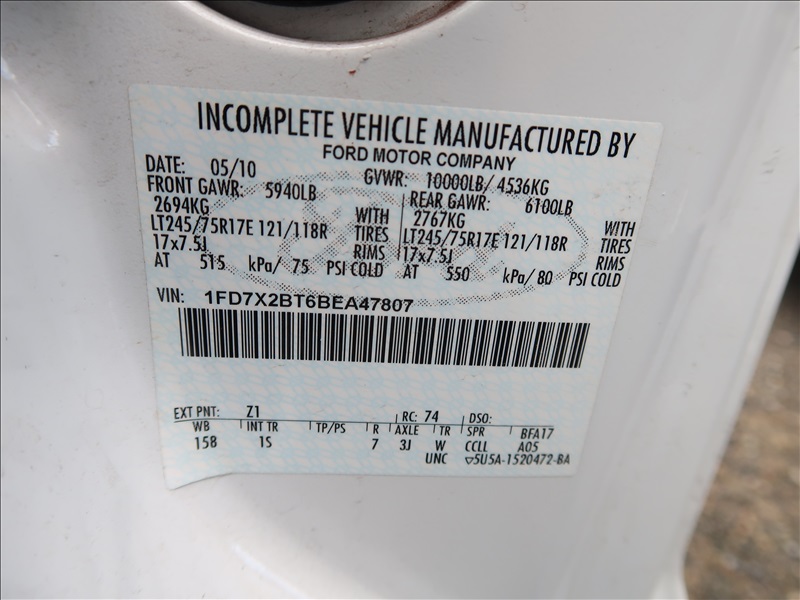 INCOMPLETE VEHICLE MANUFACTURED BY
FORD MOTOR COMPANY
DATE: 05/10 GVWR: 10000LB/ 4536KG
FRONT GAWR: 5940LB REAR GAWR: 6100LB
2694KG WITH 2767KG WITH
LT245/75R17E 121/118R TIRES LT245/75R17E 121/118R TIRES
17x7.5J RIMS 17x7.5J RIMS
AT 515 kPa/ 75 PSI COLD AT 550 kPa/ 80 PSI COLD
VIN: 1FD7X2BT6BEA47807
EXT PNT: Z1 RC: 74 DSO:
WB INT TR TP/PS R AXLE TR SPR BFA17
158 1S 7 3J W CCLL A05
UNC ▽5U5A-1520472-BA